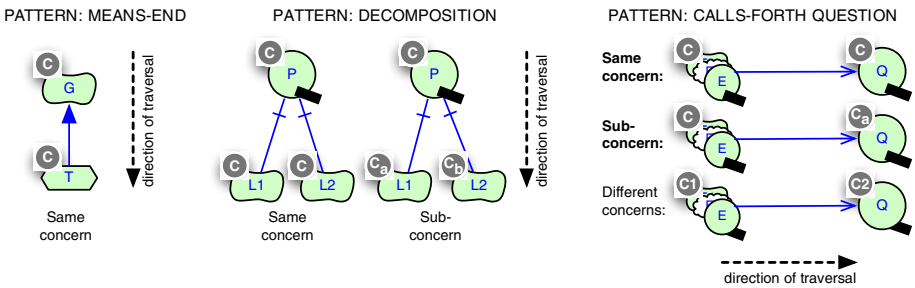 PATTERN: MEANS-END
C
G
C
T
Same
concern
direction of traversal
PATTERN: DECOMPOSITION
C
P
C
L1
C
L2
Same
concern
C
P
Ca
L1
Cb
L2
Sub-
concern
direction of traversal
PATTERN: CALLS-FORTH QUESTION
Same
concern:
C
E
C
Q
Sub-
concern:
C
E
Ca
Q
Different
concerns:
C1
E
C2
Q
direction of traversal